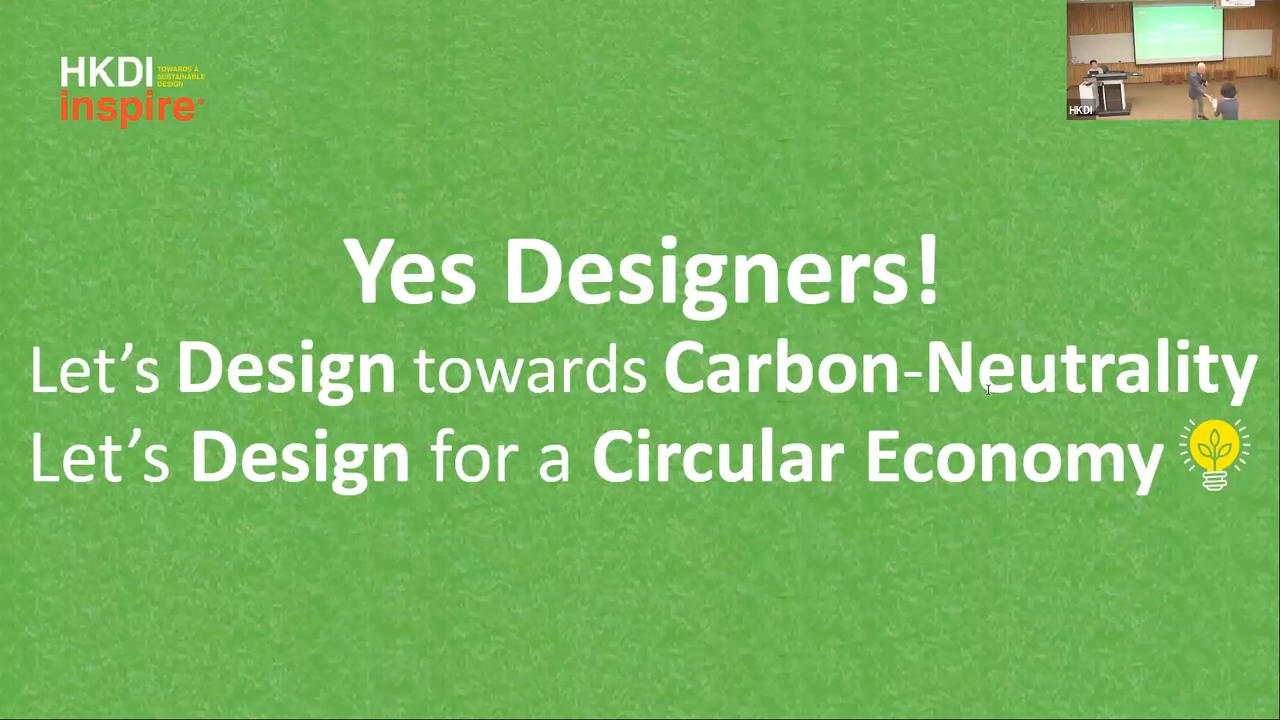 HKDI
TOWARDS A
SUSTAINABLE
DESIGN
inspire
HKDI
Yes Designers!
Let's Design towards Carbon-Neutrality
Let's Design for a Circular Economy